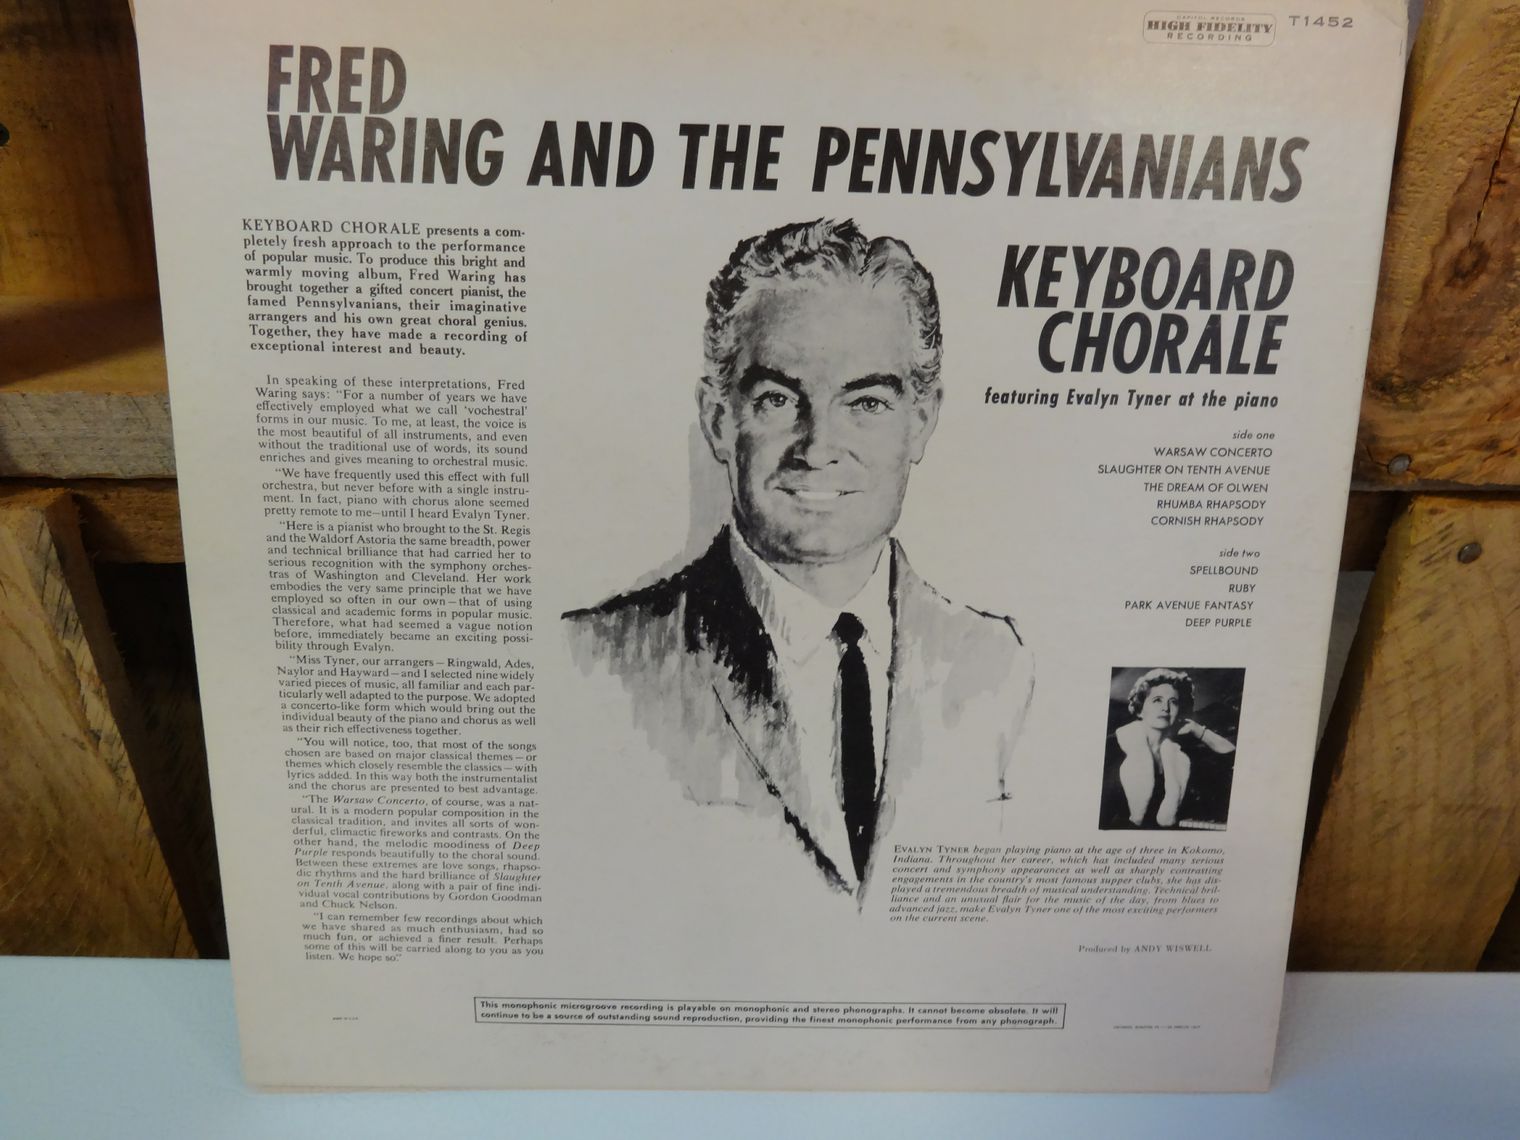 CAPITOL RECORDS
HIGH FIDELITY
RECORDING
T1452
FRED
WARING AND THE PENNSYLVANIANS
KEYBOARD CHORALE presents a com-
pletely fresh approach to the performance
of popular music. To produce this bright and
warmly moving album, Fred Waring has
brought together a gifted concert pianist, the
famed Pennsylvanians, their imaginative
arrangers and his own great choral genius.
Together, they have made a recording of
exceptional interest and beauty.
In speaking of these interpretations, Fred
Waring says: "For a number of years we have
effectively employed what we call 'vochestral'
forms in our music. To me, at least, the voice is
the most beautiful of all instruments, and even
without the traditional use of words, its sound
enriches and gives meaning to orchestral music.
"We have frequently used this effect with full
orchestra, but never before with a single instru-
ment. In fact, piano with chorus alone seemed
pretty remote to me—until I heard Evalyn Tyner.
"Here is a pianist who brought to the St. Regis
and the Waldorf Astoria the same breadth, power
and technical brilliance that had carried her to
serious recognition with the symphony orches-
tras of Washington and Cleveland. Her work
embodies the very same principle that we have
employed so often in our own—that of using
classical and academic forms in popular music.
Therefore, what had seemed a vague notion
before, immediately became an exciting possi-
bility through Evalyn.
"Miss Tyner, our arrangers—Ringwald, Ades,
Naylor and Hayward—and I selected nine widely
varied pieces of music, all familiar and each par-
ticularly well adapted to the purpose. We adopted
a concerto-like form which would bring out the
individual beauty of the piano and chorus as well
as their rich effectiveness together.
"You will notice, too, that most of the songs
chosen are based on major classical themes—or
themes which closely resemble the classics—with
lyrics added. In this way both the instrumentalist
and the chorus are presented to best advantage.
"The Warsaw Concerto, of course, was a nat-
ural. It is a modern popular composition in the
classical tradition, and invites all sorts of won-
derful, climactic fireworks and contrasts. On the
other hand, the melodic moodiness of Deep
Purple responds beautifully to the choral sound.
Between these extremes are love songs, rhapso-
dic rhythms and the hard brilliance of Slaughter
on Tenth Avenue, along with a pair of fine indi-
vidual vocal contributions by Gordon Goodman
and Chuck Nelson.
"I can remember few recordings about which
we have shared as much enthusiasm, had so
much fun, or achieved a finer result. Perhaps
some of this will be carried along to you as you
listen. We hope so."
KEYBOARD
CHORALE
featuring Evalyn Tyner at the piano
side one
WARSAW CONCERTO
SLAUGHTER ON TENTH AVENUE
THE DREAM OF OLWEN
RHUMBA RHAPSODY
CORNISH RHAPSODY
side two
SPELLBOUND
RUBY
PARK AVENUE FANTASY
DEEP PURPLE
EVALYN TYNER began playing piano at the age of three in Kokomo,
Indiana. Throughout her career, which has included many serious
concert and symphony appearances as well as sharply contrasting
engagements in the country's most famous supper clubs, she has dis-
played a tremendous breadth of musical understanding. Technical bril-
liance and an unusual flair for the music of the day, from blues to
advanced jazz, make Evalyn Tyner one of the most exciting performers
on the current scene.
Produced by ANDY WISWELL
This monophonic microgroove recording is playable on monophonic and stereo phonographs. It cannot become obsolete. It will
continue to be a source of outstanding sound reproduction, providing the finest monophonic performance from any phonograph.